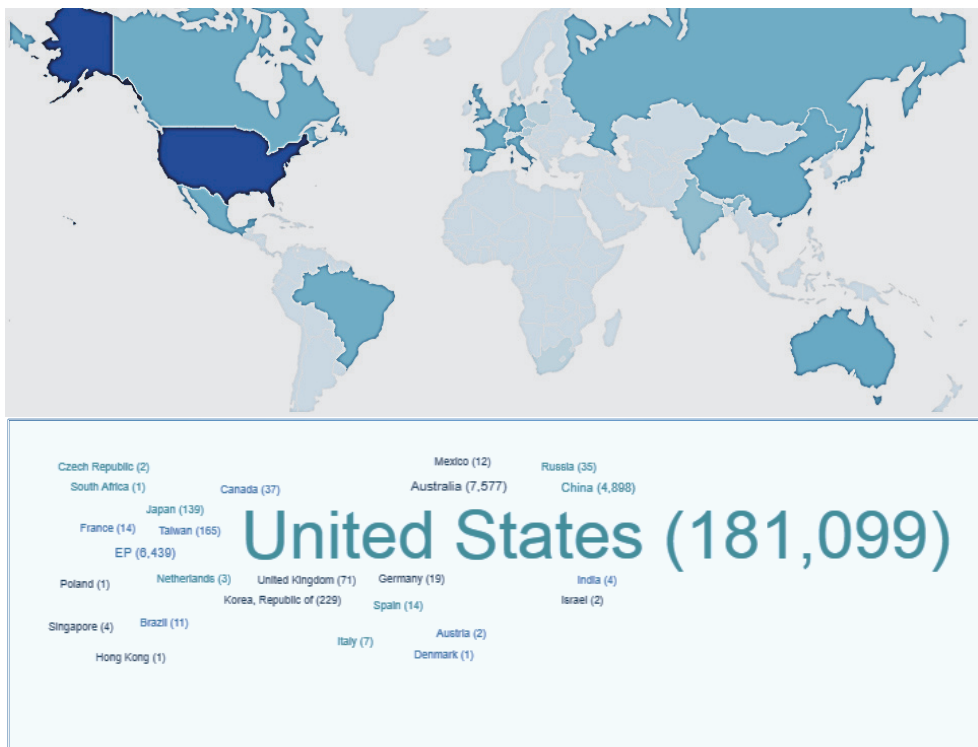 Mexico (12)
Czech Republic (2)
Russia (35)
South Africa (1)
Canada (37)
Australia (7,577)
China (4,898)
Japan (139)
France (14)
Taiwan (165)
United States (181,099)
EP (6,439)
Poland (1)
Netherlands (3)
United Kingdom (71)
Germany (19)
India (4)
Korea, Republic of (229)
Spain (14)
Israel (2)
Singapore (4)
Brazil (11)
Italy (7)
Austria (2)
Hong Kong (1)
Denmark (1)